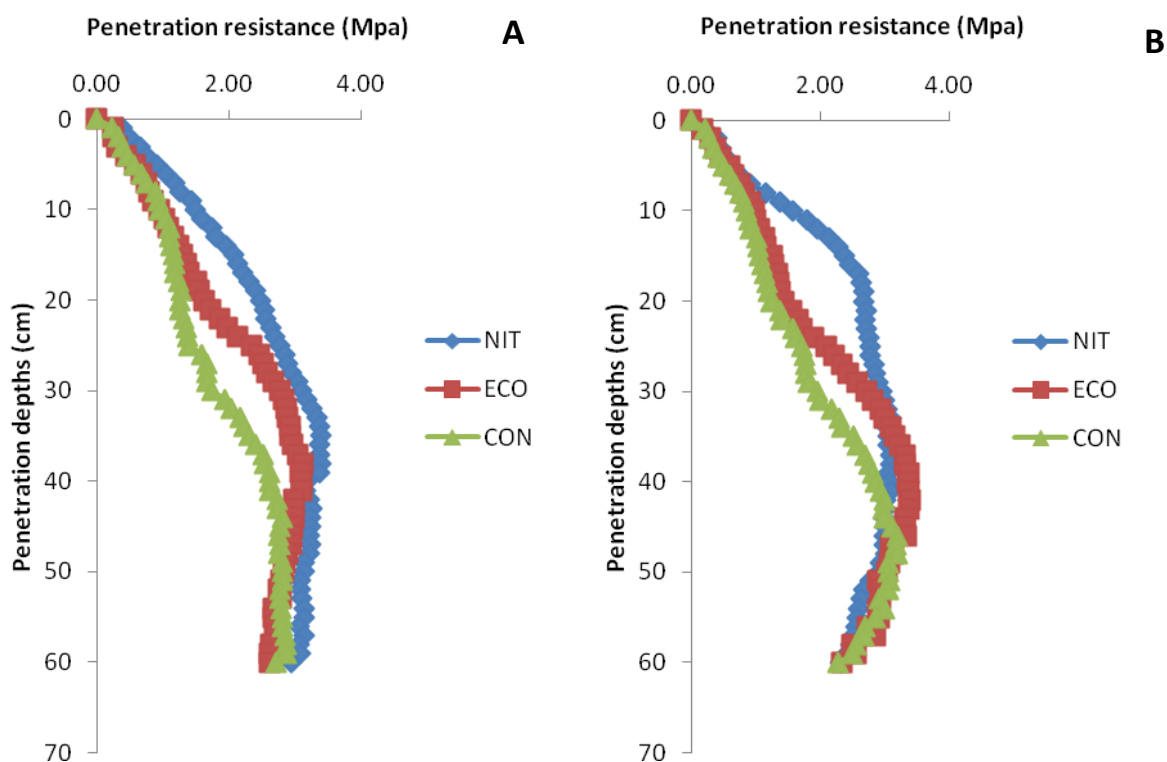 Penetration resistance (Mpa)
A
0.00 2.00 4.00
0
10
20
30
40
50
60
70
Penetration depths (cm)
NIT
ECO
CON
Penetration resistance (Mpa)
B
0.00 2.00 4.00
0
10
20
30
40
50
60
70
Penetration depths (cm)
NIT
ECO
CON